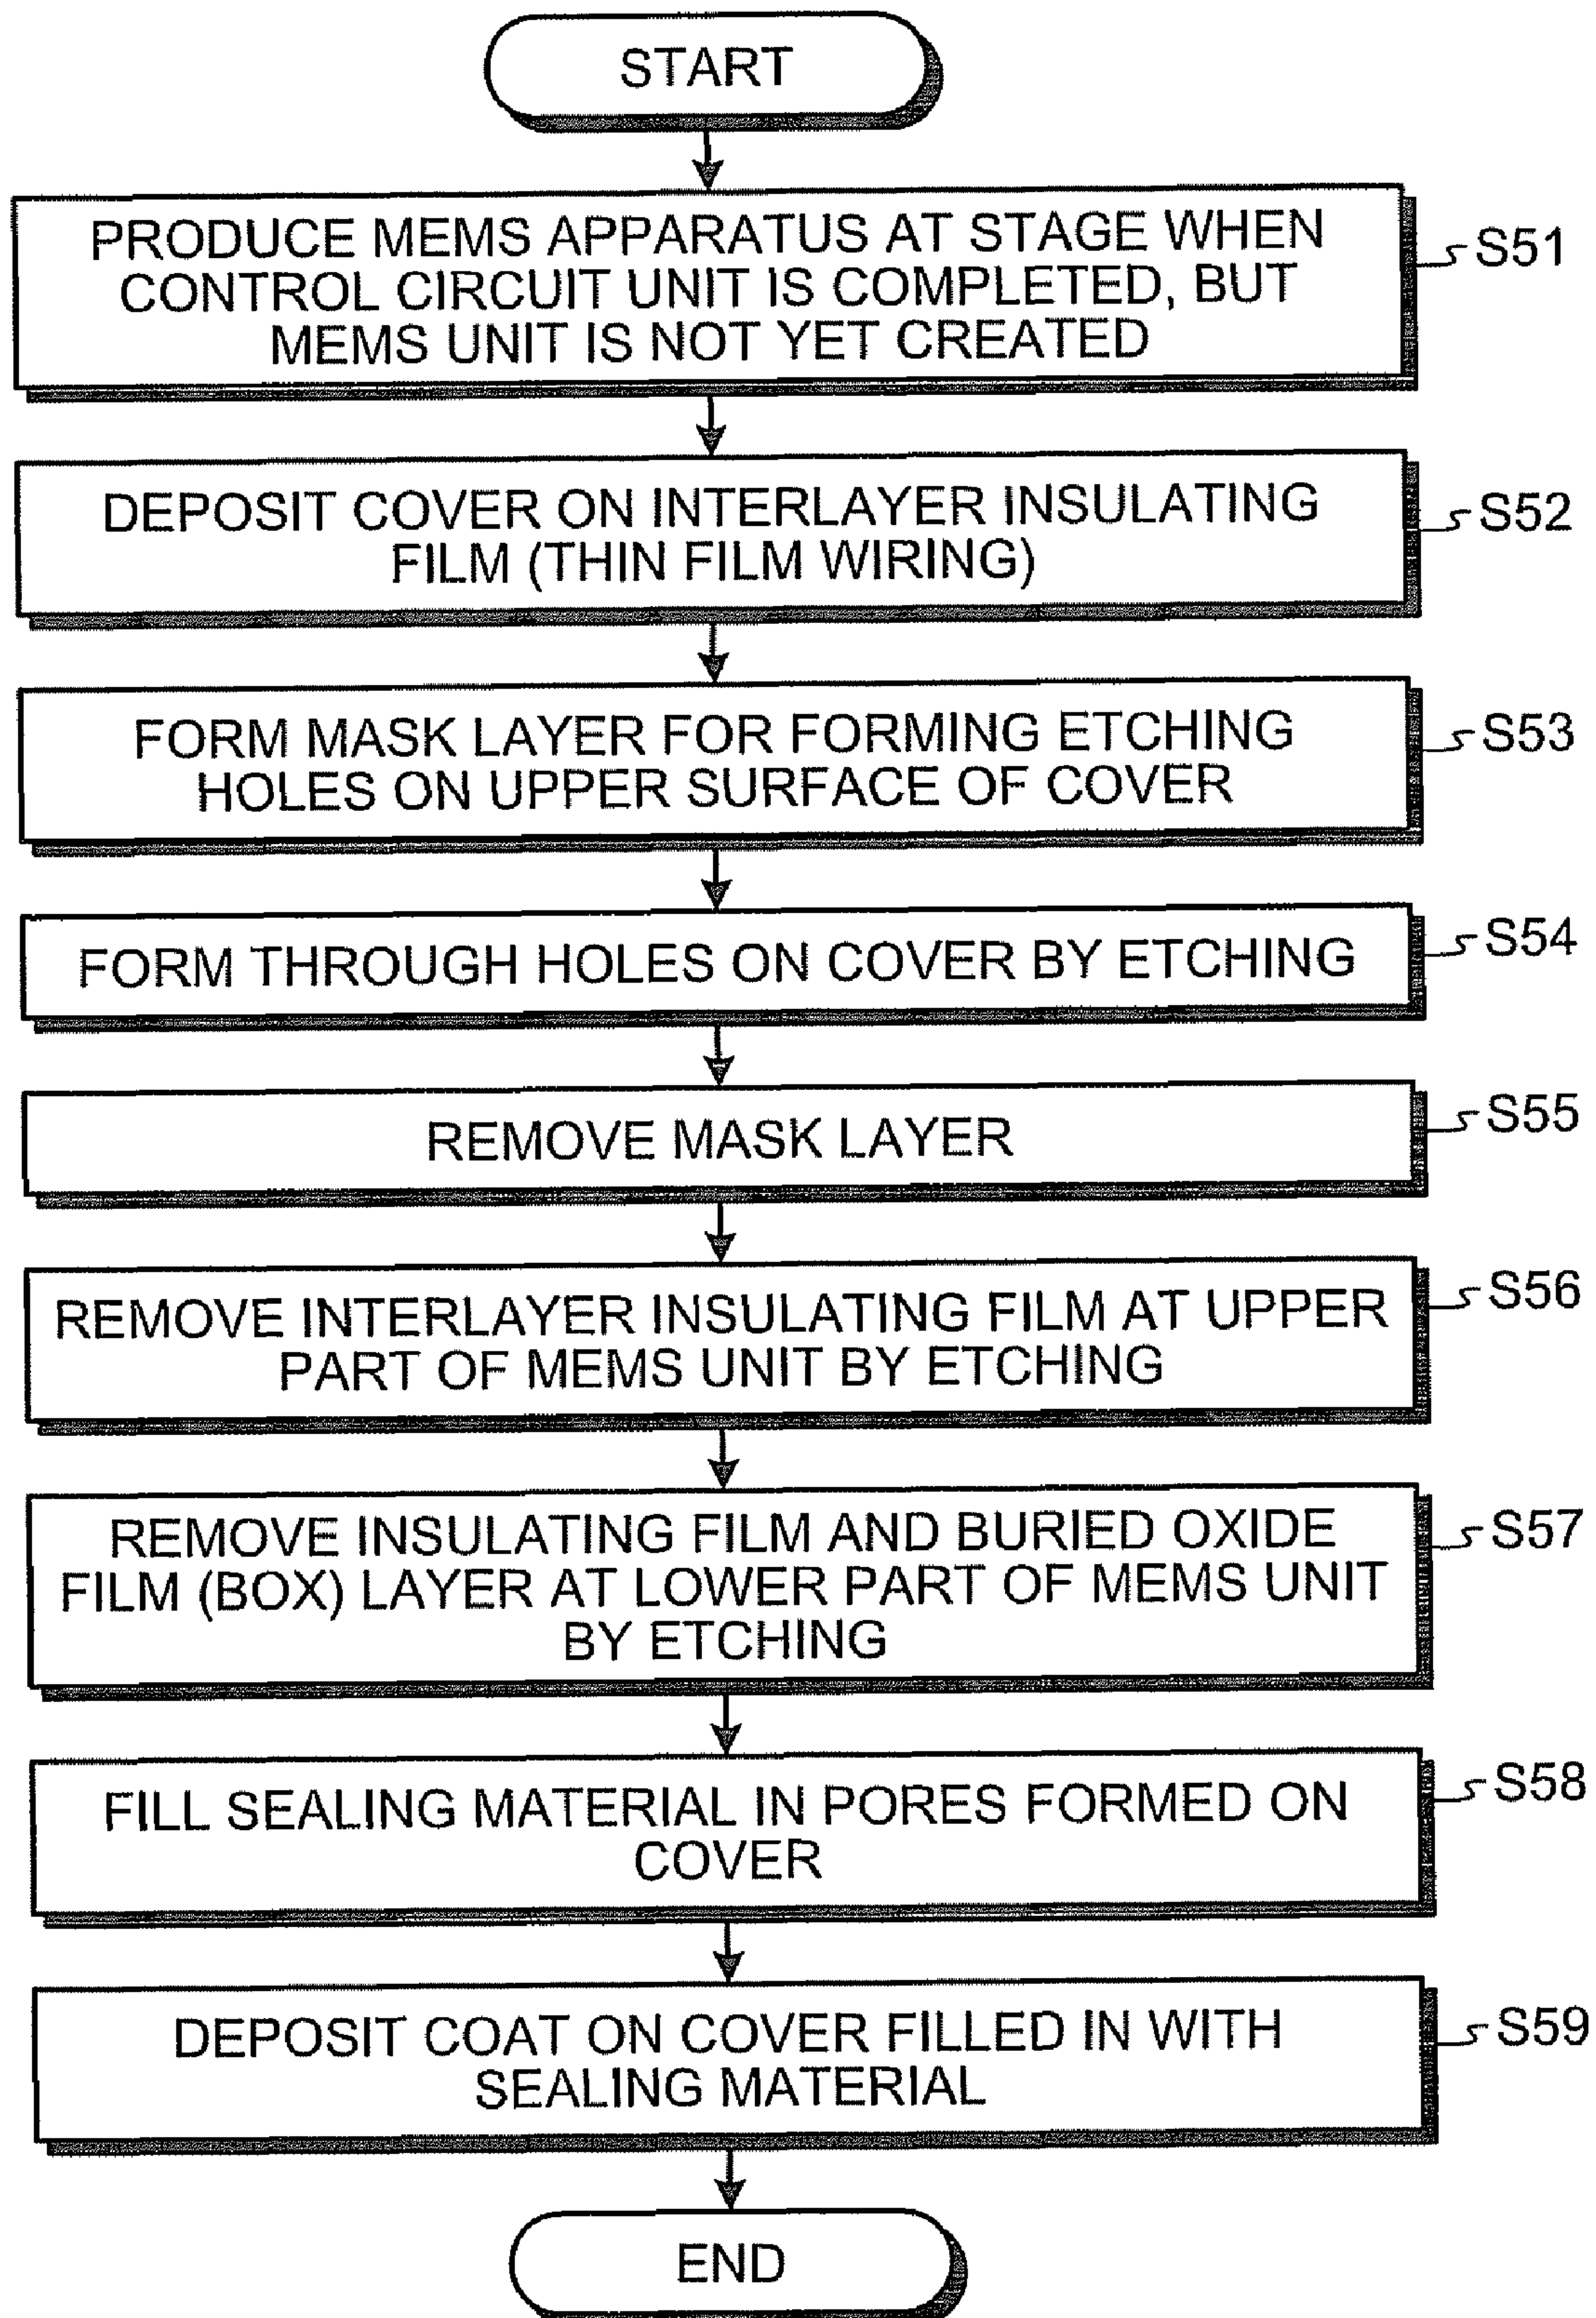 START
PRODUCE MEMS APPARATUS AT STAGE WHEN
CONTROL CIRCUIT UNIT IS COMPLETED, BUT
MEMS UNIT IS NOT YET CREATED
S51
DEPOSIT COVER ON INTERLAYER INSULATING
FILM (THIN FILM WIRING)
S52
FORM MASK LAYER FOR FORMING ETCHING
HOLES ON UPPER SURFACE OF COVER
S53
FORM THROUGH HOLES ON COVER BY ETCHING
S54
REMOVE MASK LAYER
S55
REMOVE INTERLAYER INSULATING FILM AT UPPER
PART OF MEMS UNIT BY ETCHING
S56
REMOVE INSULATING FILM AND BURIED OXIDE
FILM (BOX) LAYER AT LOWER PART OF MEMS UNIT
BY ETCHING
S57
FILL SEALING MATERIAL IN PORES FORMED ON
COVER
S58
DEPOSIT COAT ON COVER FILLED IN WITH
SEALING MATERIAL
S59
END